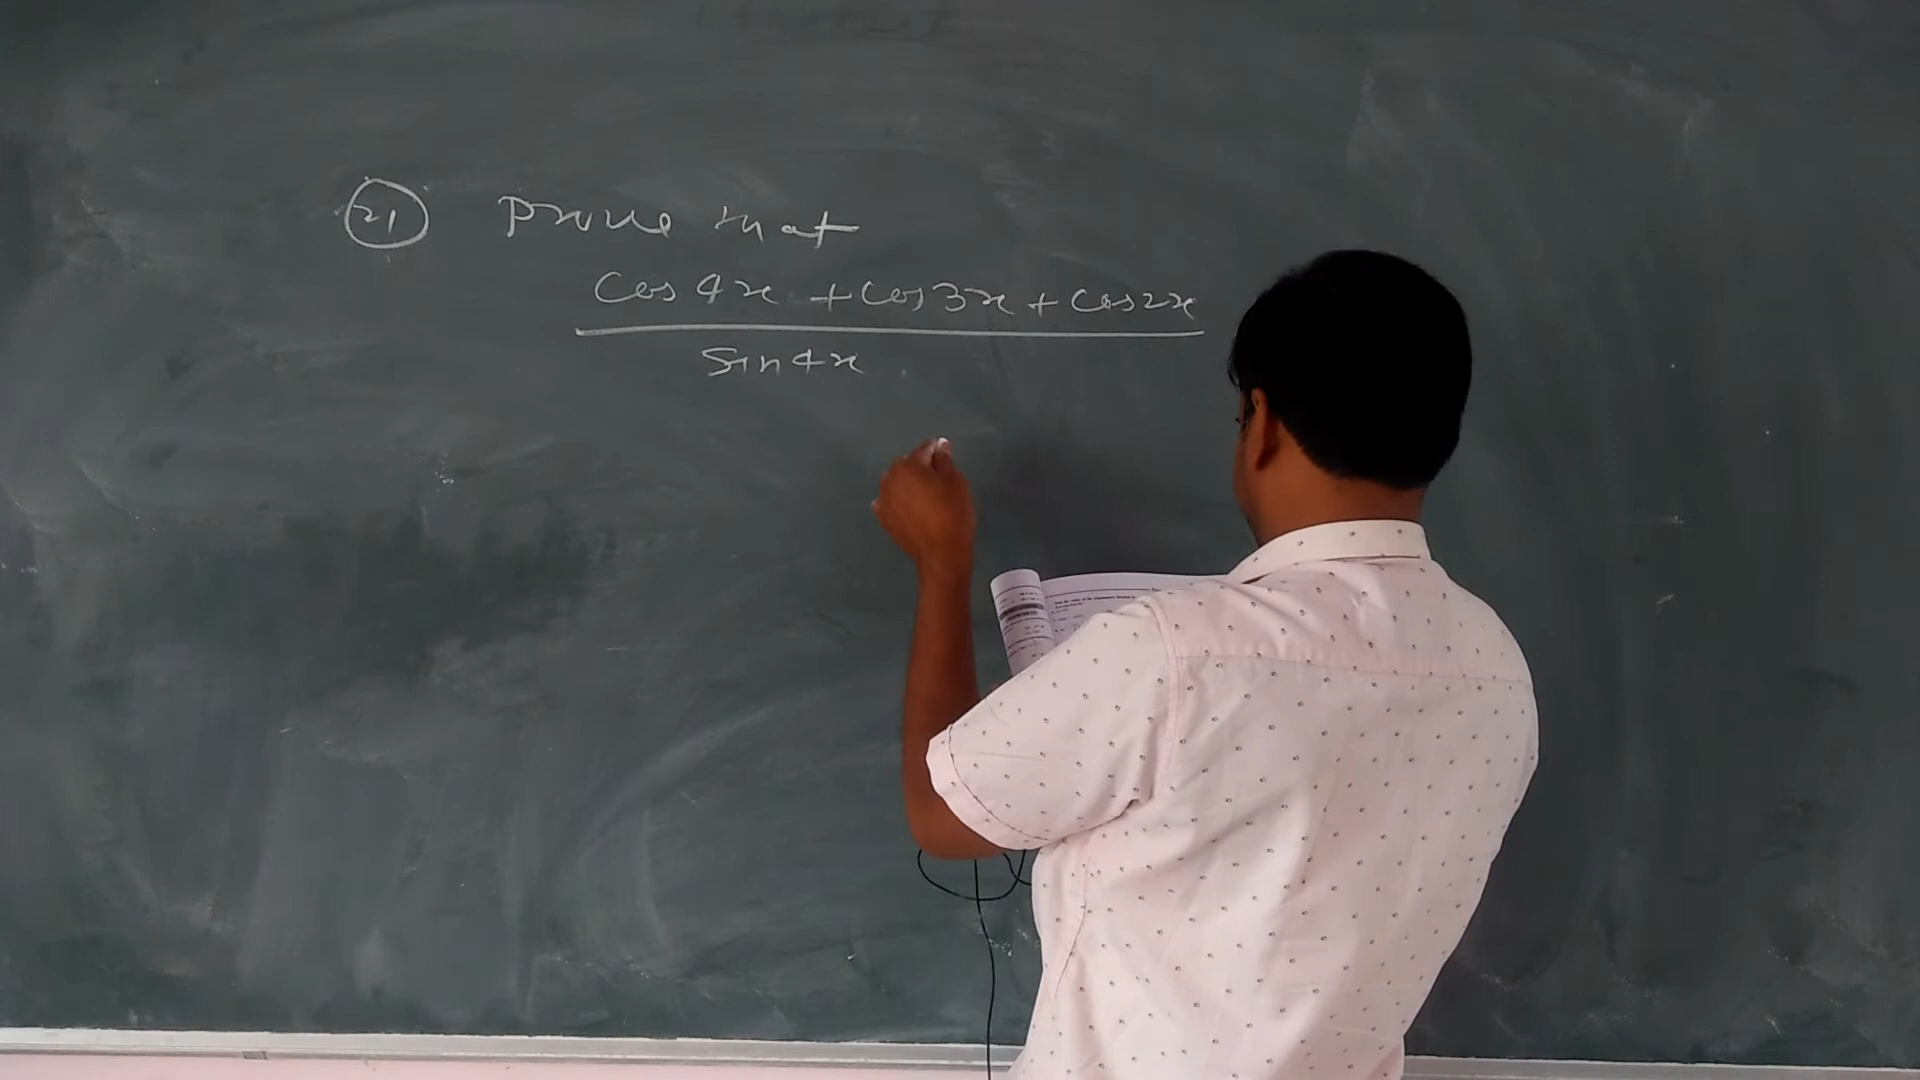 21 Prove that
cos 4x + cos 3x + cos 2x
sin 4x